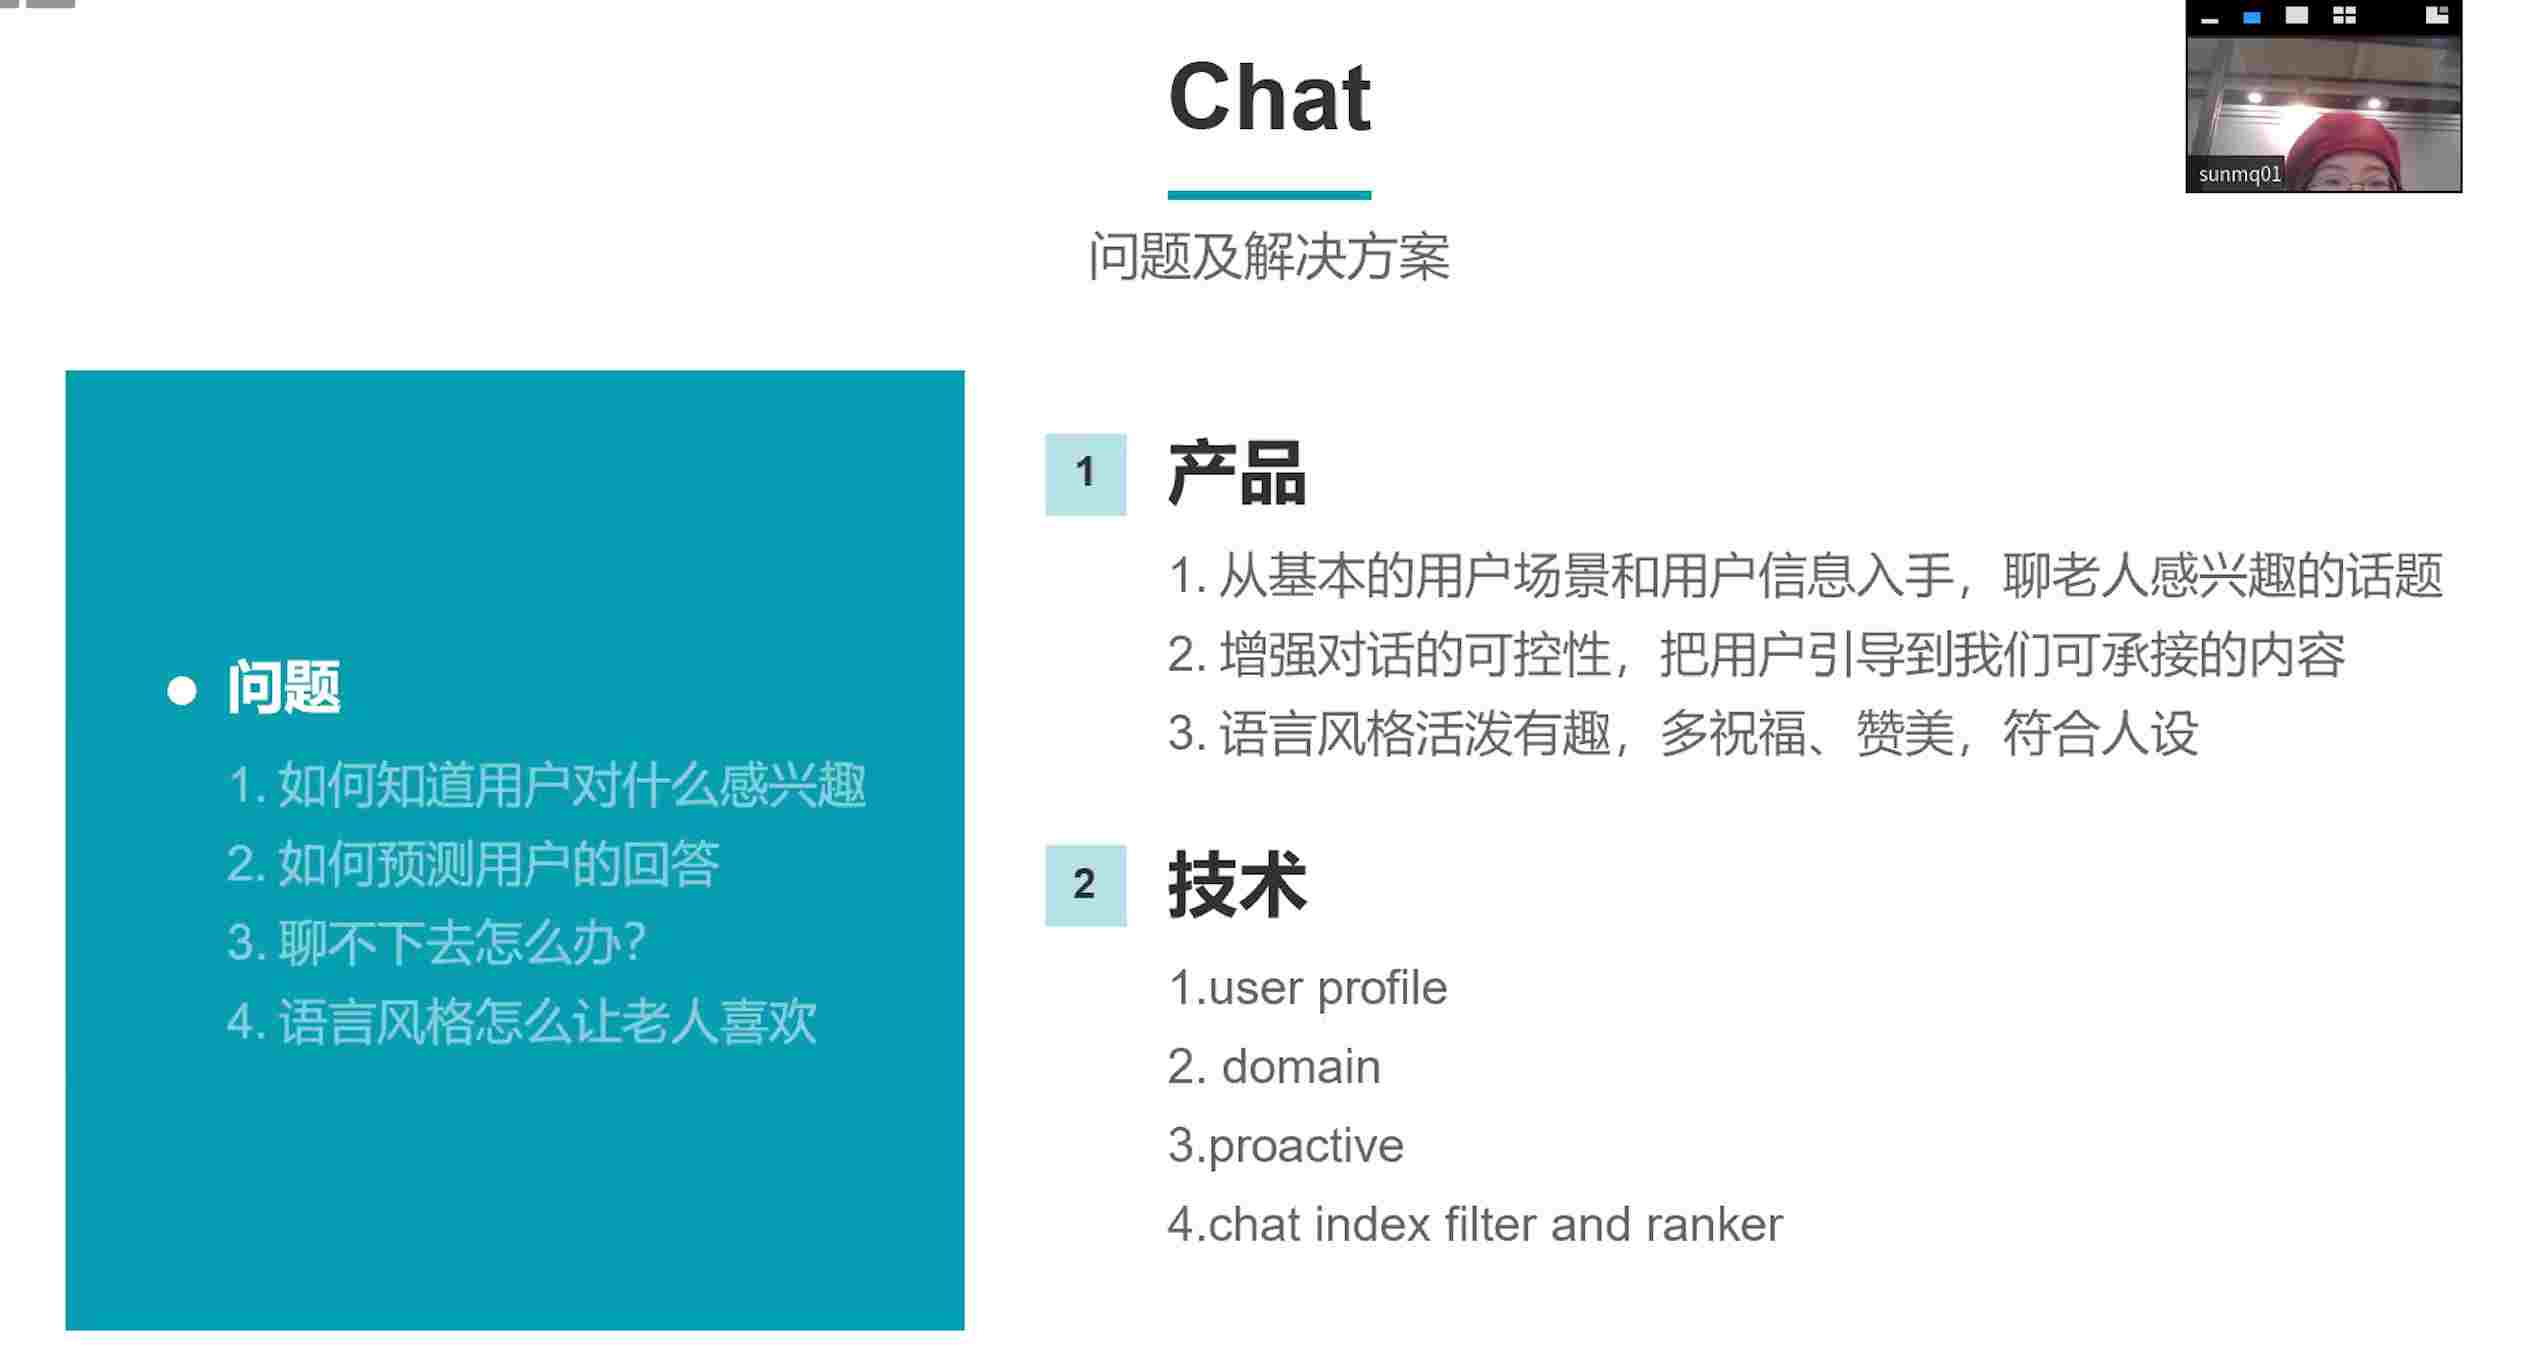 Chat
sunmq01
问题及解决方案
问题
1. 如何知道用户对什么感兴趣
2. 如何预测用户的回答
3. 聊不下去怎么办?
4. 语言风格怎么让老人喜欢
1
产品
1. 从基本的用户场景和用户信息入手，聊老人感兴趣的话题
2. 增强对话的可控性，把用户引导到我们可承接的内容
3. 语言风格活泼有趣，多祝福、赞美，符合人设
2
技术
1.user profile
2. domain
3.proactive
4.chat index filter and ranker